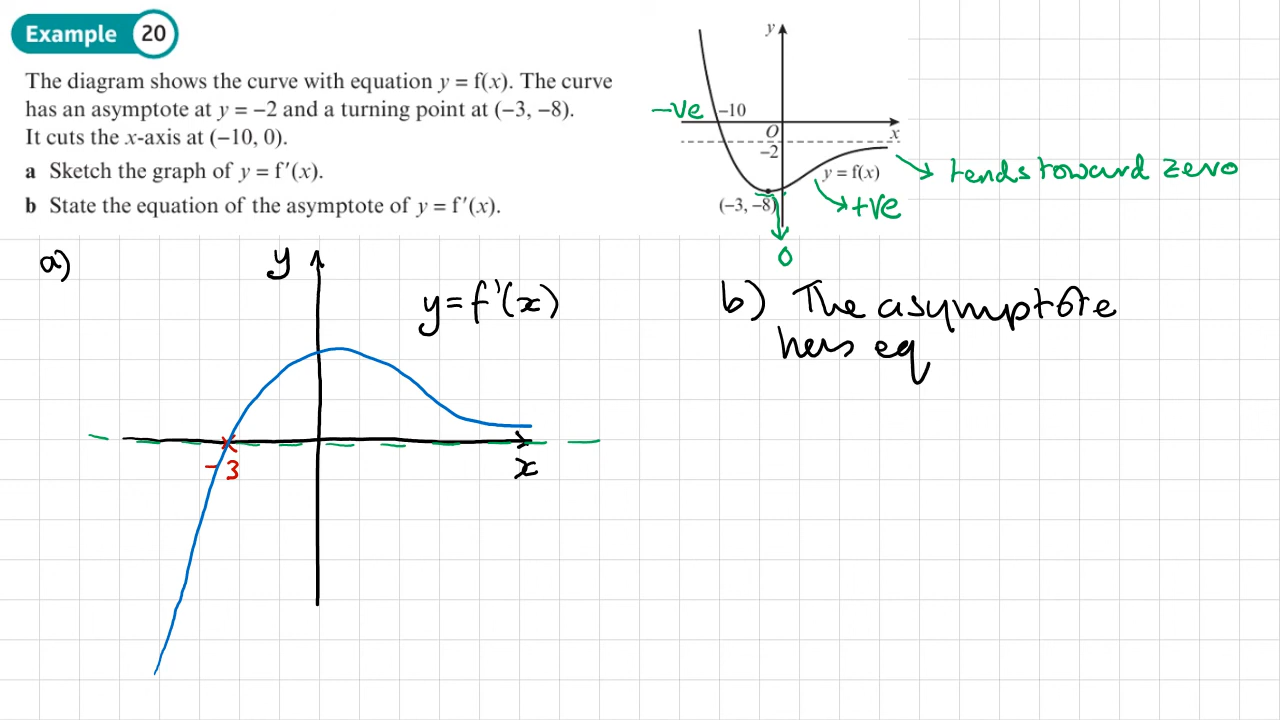 Example 20
The diagram shows the curve with equation y = f(x). The curve
has an asymptote at y = −2 and a turning point at (−3, −8).
It cuts the x-axis at (−10, 0).
a Sketch the graph of y = f′(x).
b State the equation of the asymptote of y = f′(x).
y
−ve
−10
O
x
−2
y = f(x)
tends toward zero
(−3, −8)
+ve
0
a)
y
y = f'(x)
−3
x
b) The asymptote
has eq